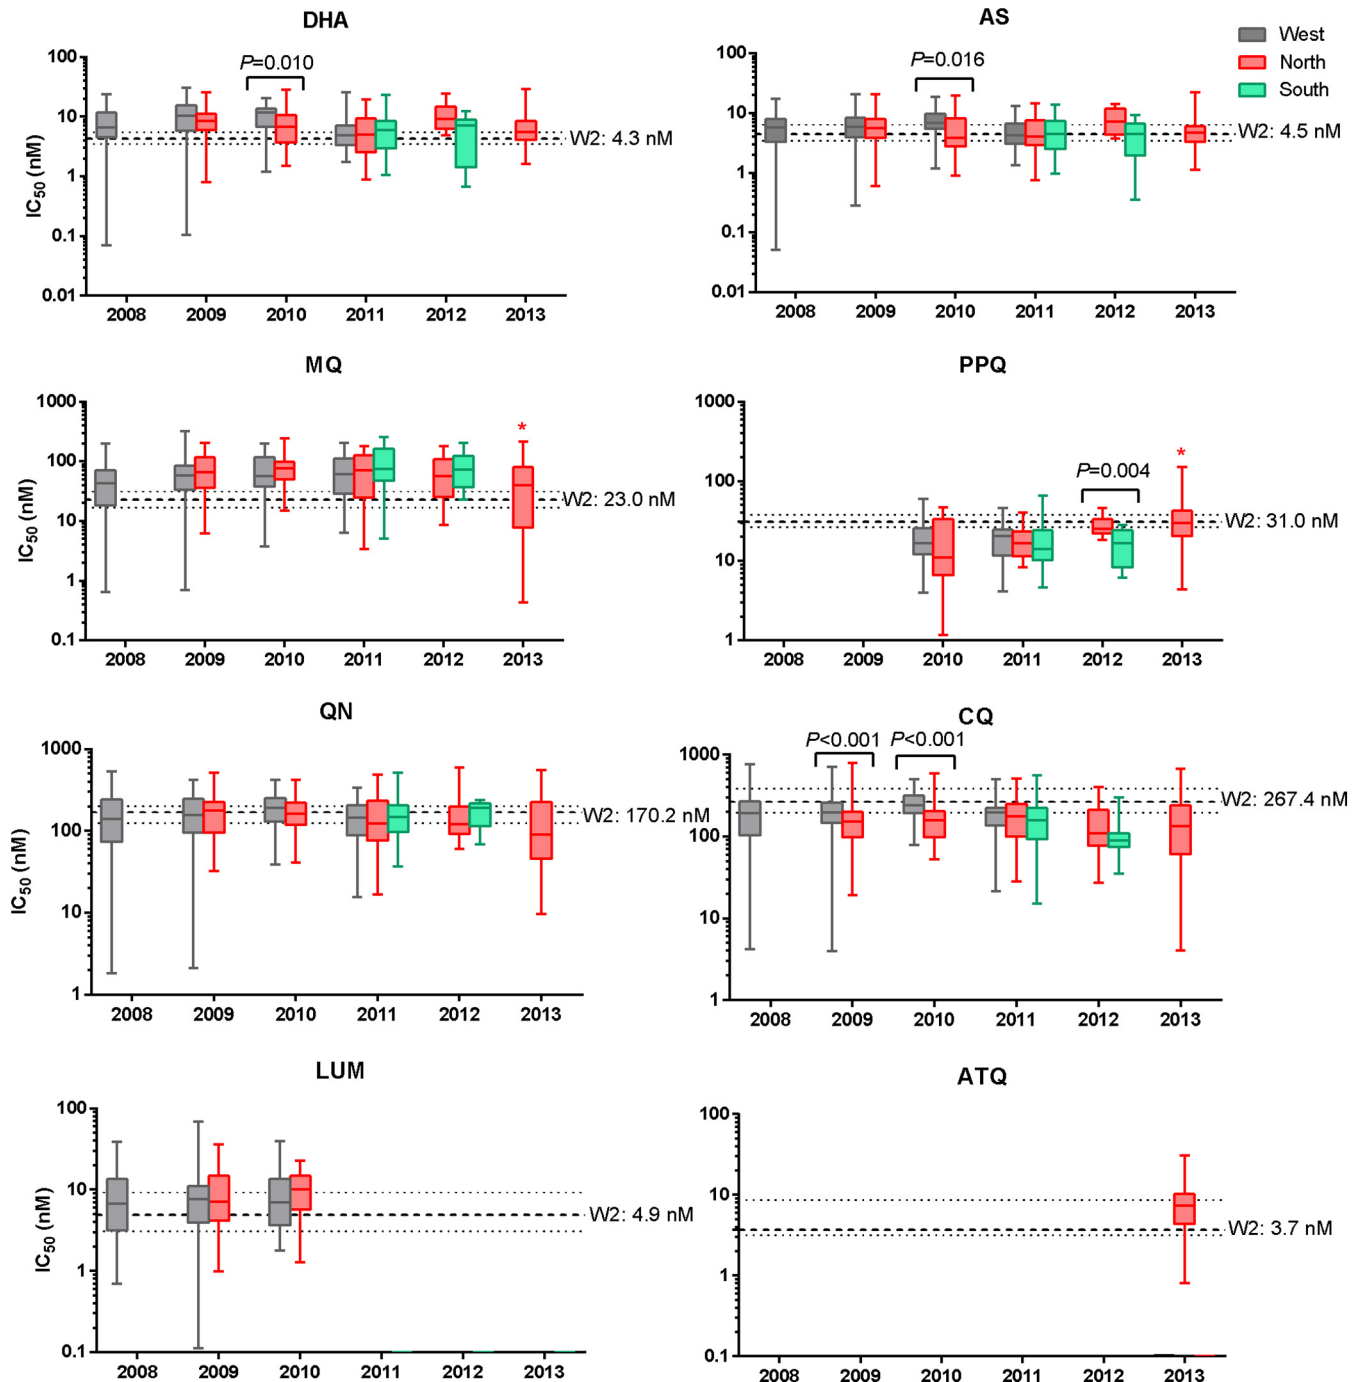 DHA
P=0.010
100
10
1
0.1
0.01
IC50 (nM)
W2: 4.3 nM
2008 2009 2010 2011 2012 2013
AS
West
North
South
P=0.016
100
10
1
0.1
0.01
W2: 4.5 nM
2008 2009 2010 2011 2012 2013
MQ
*
1000
100
10
1
0.1
IC50 (nM)
W2: 23.0 nM
2008 2009 2010 2011 2012 2013
PPQ
*
P=0.004
1000
100
10
1
W2: 31.0 nM
2008 2009 2010 2011 2012 2013
QN
1000
100
10
1
IC50 (nM)
W2: 170.2 nM
2008 2009 2010 2011 2012 2013
CQ
P<0.001 P<0.001
1000
100
10
1
W2: 267.4 nM
2008 2009 2010 2011 2012 2013
LUM
100
10
1
0.1
IC50 (nM)
W2: 4.9 nM
2008 2009 2010 2011 2012 2013
ATQ
100
10
1
0.1
W2: 3.7 nM
2008 2009 2010 2011 2012 2013